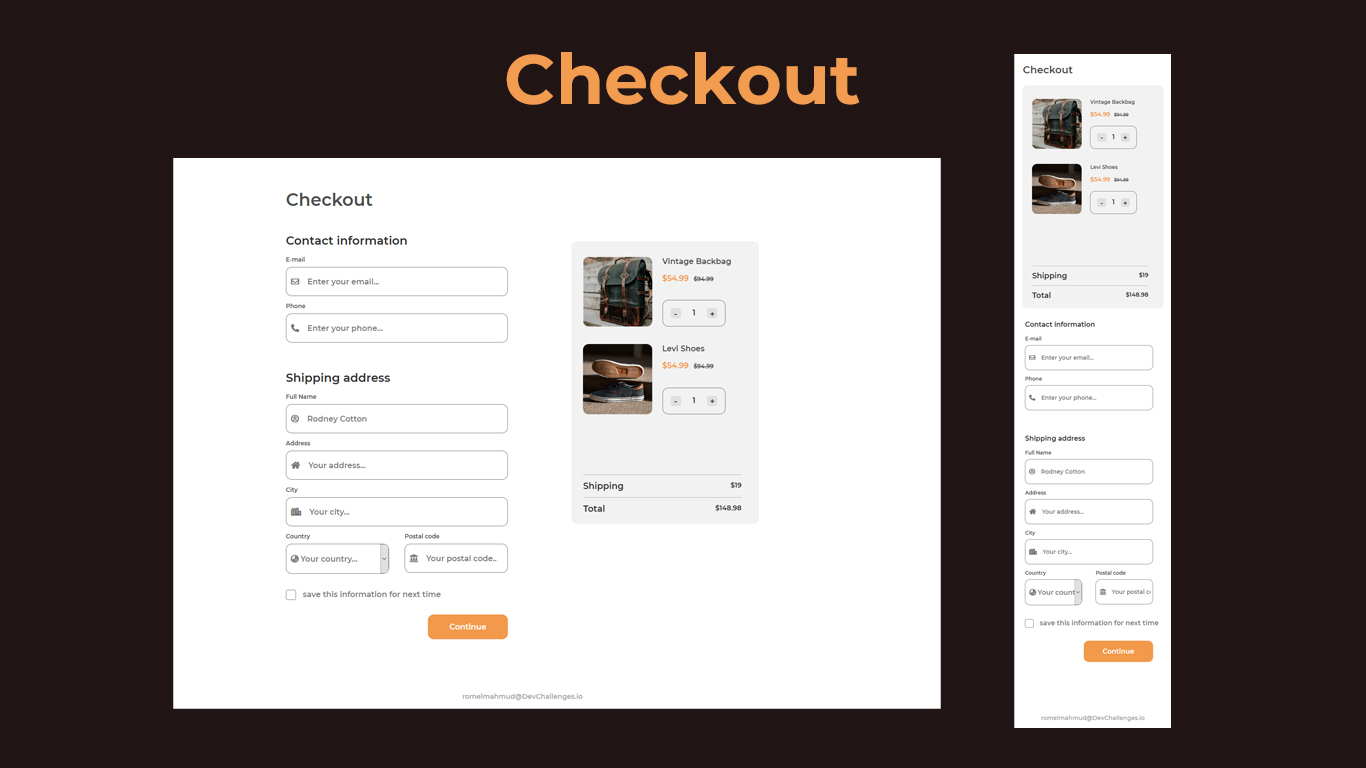 Checkout
Checkout
Contact information
E-mail
Enter your email...
Phone
Enter your phone...
Shipping address
Full Name
Rodney Cotton
Address
Your address...
City
Your city...
Country
Postal code
Your country...
Your postal code..
save this information for next time
Continue
Vintage Backbag
$54.99 $94.99
- 1 +
Levi Shoes
$54.99 $94.99
- 1 +
Shipping $19
Total $148.98
romelmahmud@DevChallenges.io
Checkout
Vintage Backbag
$54.99 $94.99
- 1 +
Levi Shoes
$54.99 $94.99
- 1 +
Shipping $19
Total $148.98
Contact information
E-mail
Enter your email...
Phone
Enter your phone...
Shipping address
Full Name
Rodney Cotton
Address
Your address...
City
Your city...
Country
Postal code
Your count
Your postal c
save this information for next time
Continue
romelmahmud@DevChallenges.io